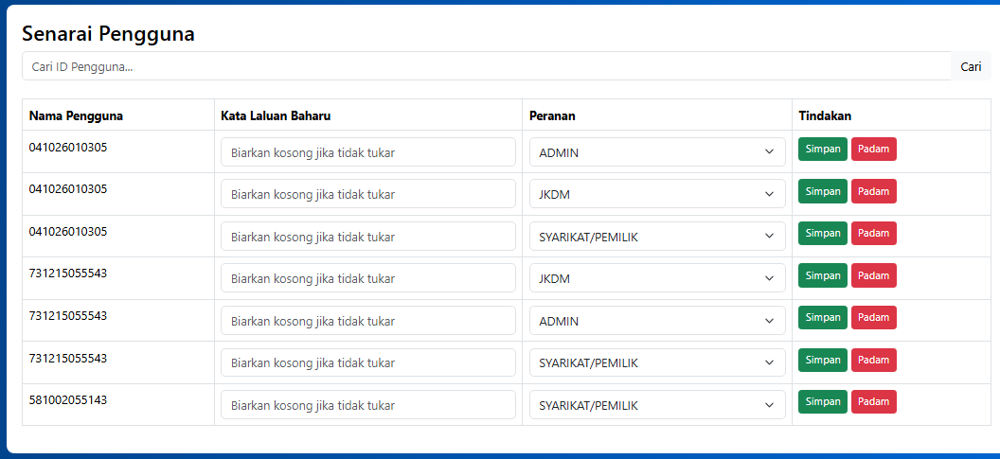 Senarai Pengguna
Cari ID Pengguna... Cari
Nama Pengguna Kata Laluan Baharu Peranan Tindakan
041026010305 Biarkan kosong jika tidak tukar ADMIN Simpan Padam
041026010305 Biarkan kosong jika tidak tukar JKDM Simpan Padam
041026010305 Biarkan kosong jika tidak tukar SYARIKAT/PEMILIK Simpan Padam
731215055543 Biarkan kosong jika tidak tukar JKDM Simpan Padam
731215055543 Biarkan kosong jika tidak tukar ADMIN Simpan Padam
731215055543 Biarkan kosong jika tidak tukar SYARIKAT/PEMILIK Simpan Padam
581002055143 Biarkan kosong jika tidak tukar SYARIKAT/PEMILIK Simpan Padam